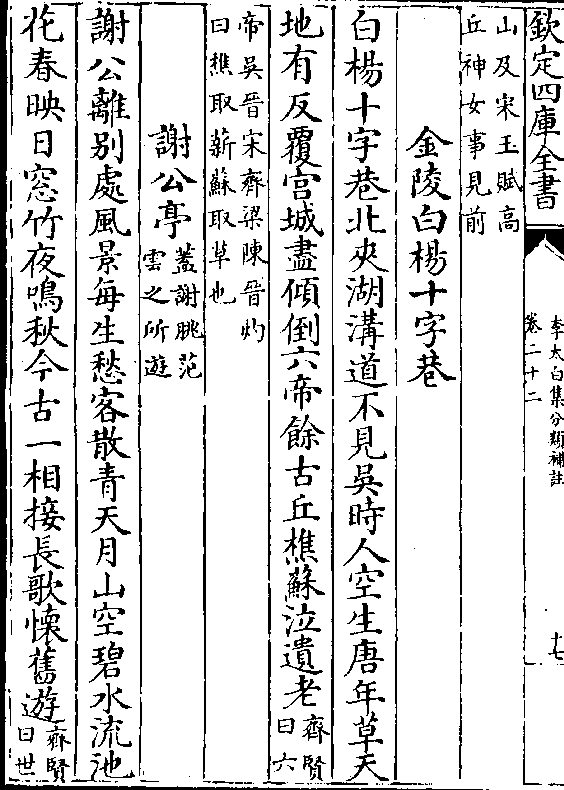 欽定四庫全書
李太白集分類補註
卷二十二
十七
山及宋玉賦高
丘神女事見前
金陵白楊十字巷
白楊十字巷北夾湖溝道不見吳時人空生唐年草天
地有反覆宫城盡傾倒六帝餘古丘樵蘇泣遺老
齊賢
曰六
帝吳晉宋齊梁陳晉灼
曰樵取薪蘇取草也
謝公亭
蓋謝脁范
雲之所遊
謝公離别處風景每生愁客散青天月山空碧水流池
花春映日窓竹夜鳴秋今古一相接長歌懷舊遊
齊賢
曰世